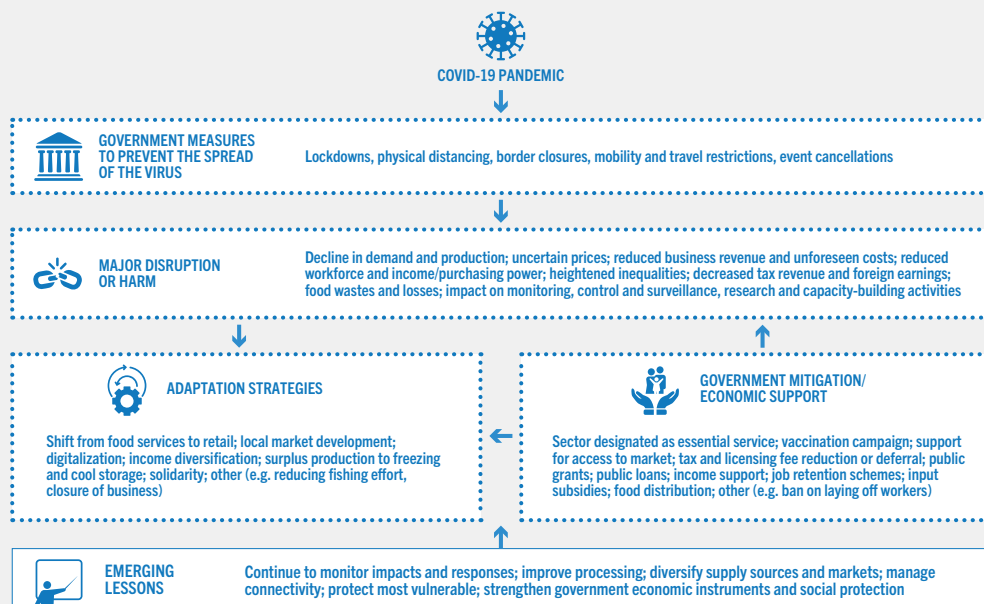 COVID-19 PANDEMIC
GOVERNMENT MEASURES
TO PREVENT THE SPREAD
OF THE VIRUS
Lockdowns, physical distancing, border closures, mobility and travel restrictions, event cancellations
MAJOR DISRUPTION
OR HARM
Decline in demand and production; uncertain prices; reduced business revenue and unforeseen costs; reduced
workforce and income/purchasing power; heightened inequalities; decreased tax revenue and foreign earnings;
food wastes and losses; impact on monitoring, control and surveillance, research and capacity-building activities
ADAPTATION STRATEGIES
Shift from food services to retail; local market development;
digitalization; income diversification; surplus production to freezing
and cool storage; solidarity; other (e.g. reducing fishing effort,
closure of business)
GOVERNMENT MITIGATION/
ECONOMIC SUPPORT
Sector designated as essential service; vaccination campaign; support
for access to market; tax and licensing fee reduction or deferral; public
grants; public loans; income support; job retention schemes; input
subsidies; food distribution; other (e.g. ban on laying off workers)
EMERGING
LESSONS
Continue to monitor impacts and responses; improve processing; diversify supply sources and markets; manage
connectivity; protect most vulnerable; strengthen government economic instruments and social protection